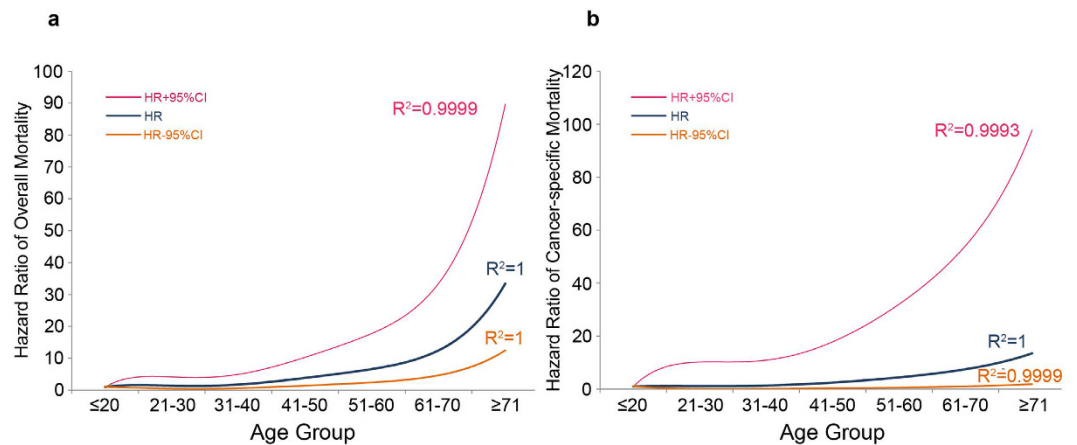 a
Hazard Ratio of Overall Mortality
100
90
80
70
60
50
40
30
20
10
0
HR+95%CI
HR
HR-95%CI
R²=0.9999
R²=1
R²=1
≤20 21-30 31-40 41-50 51-60 61-70 ≥71
Age Group
b
Hazard Ratio of Cancer-specific Mortality
120
100
80
60
40
20
0
HR+95%CI
HR
HR-95%CI
R²=0.9993
R²=1
R²=0.9999
≤20 21-30 31-40 41-50 51-60 61-70 ≥71
Age Group